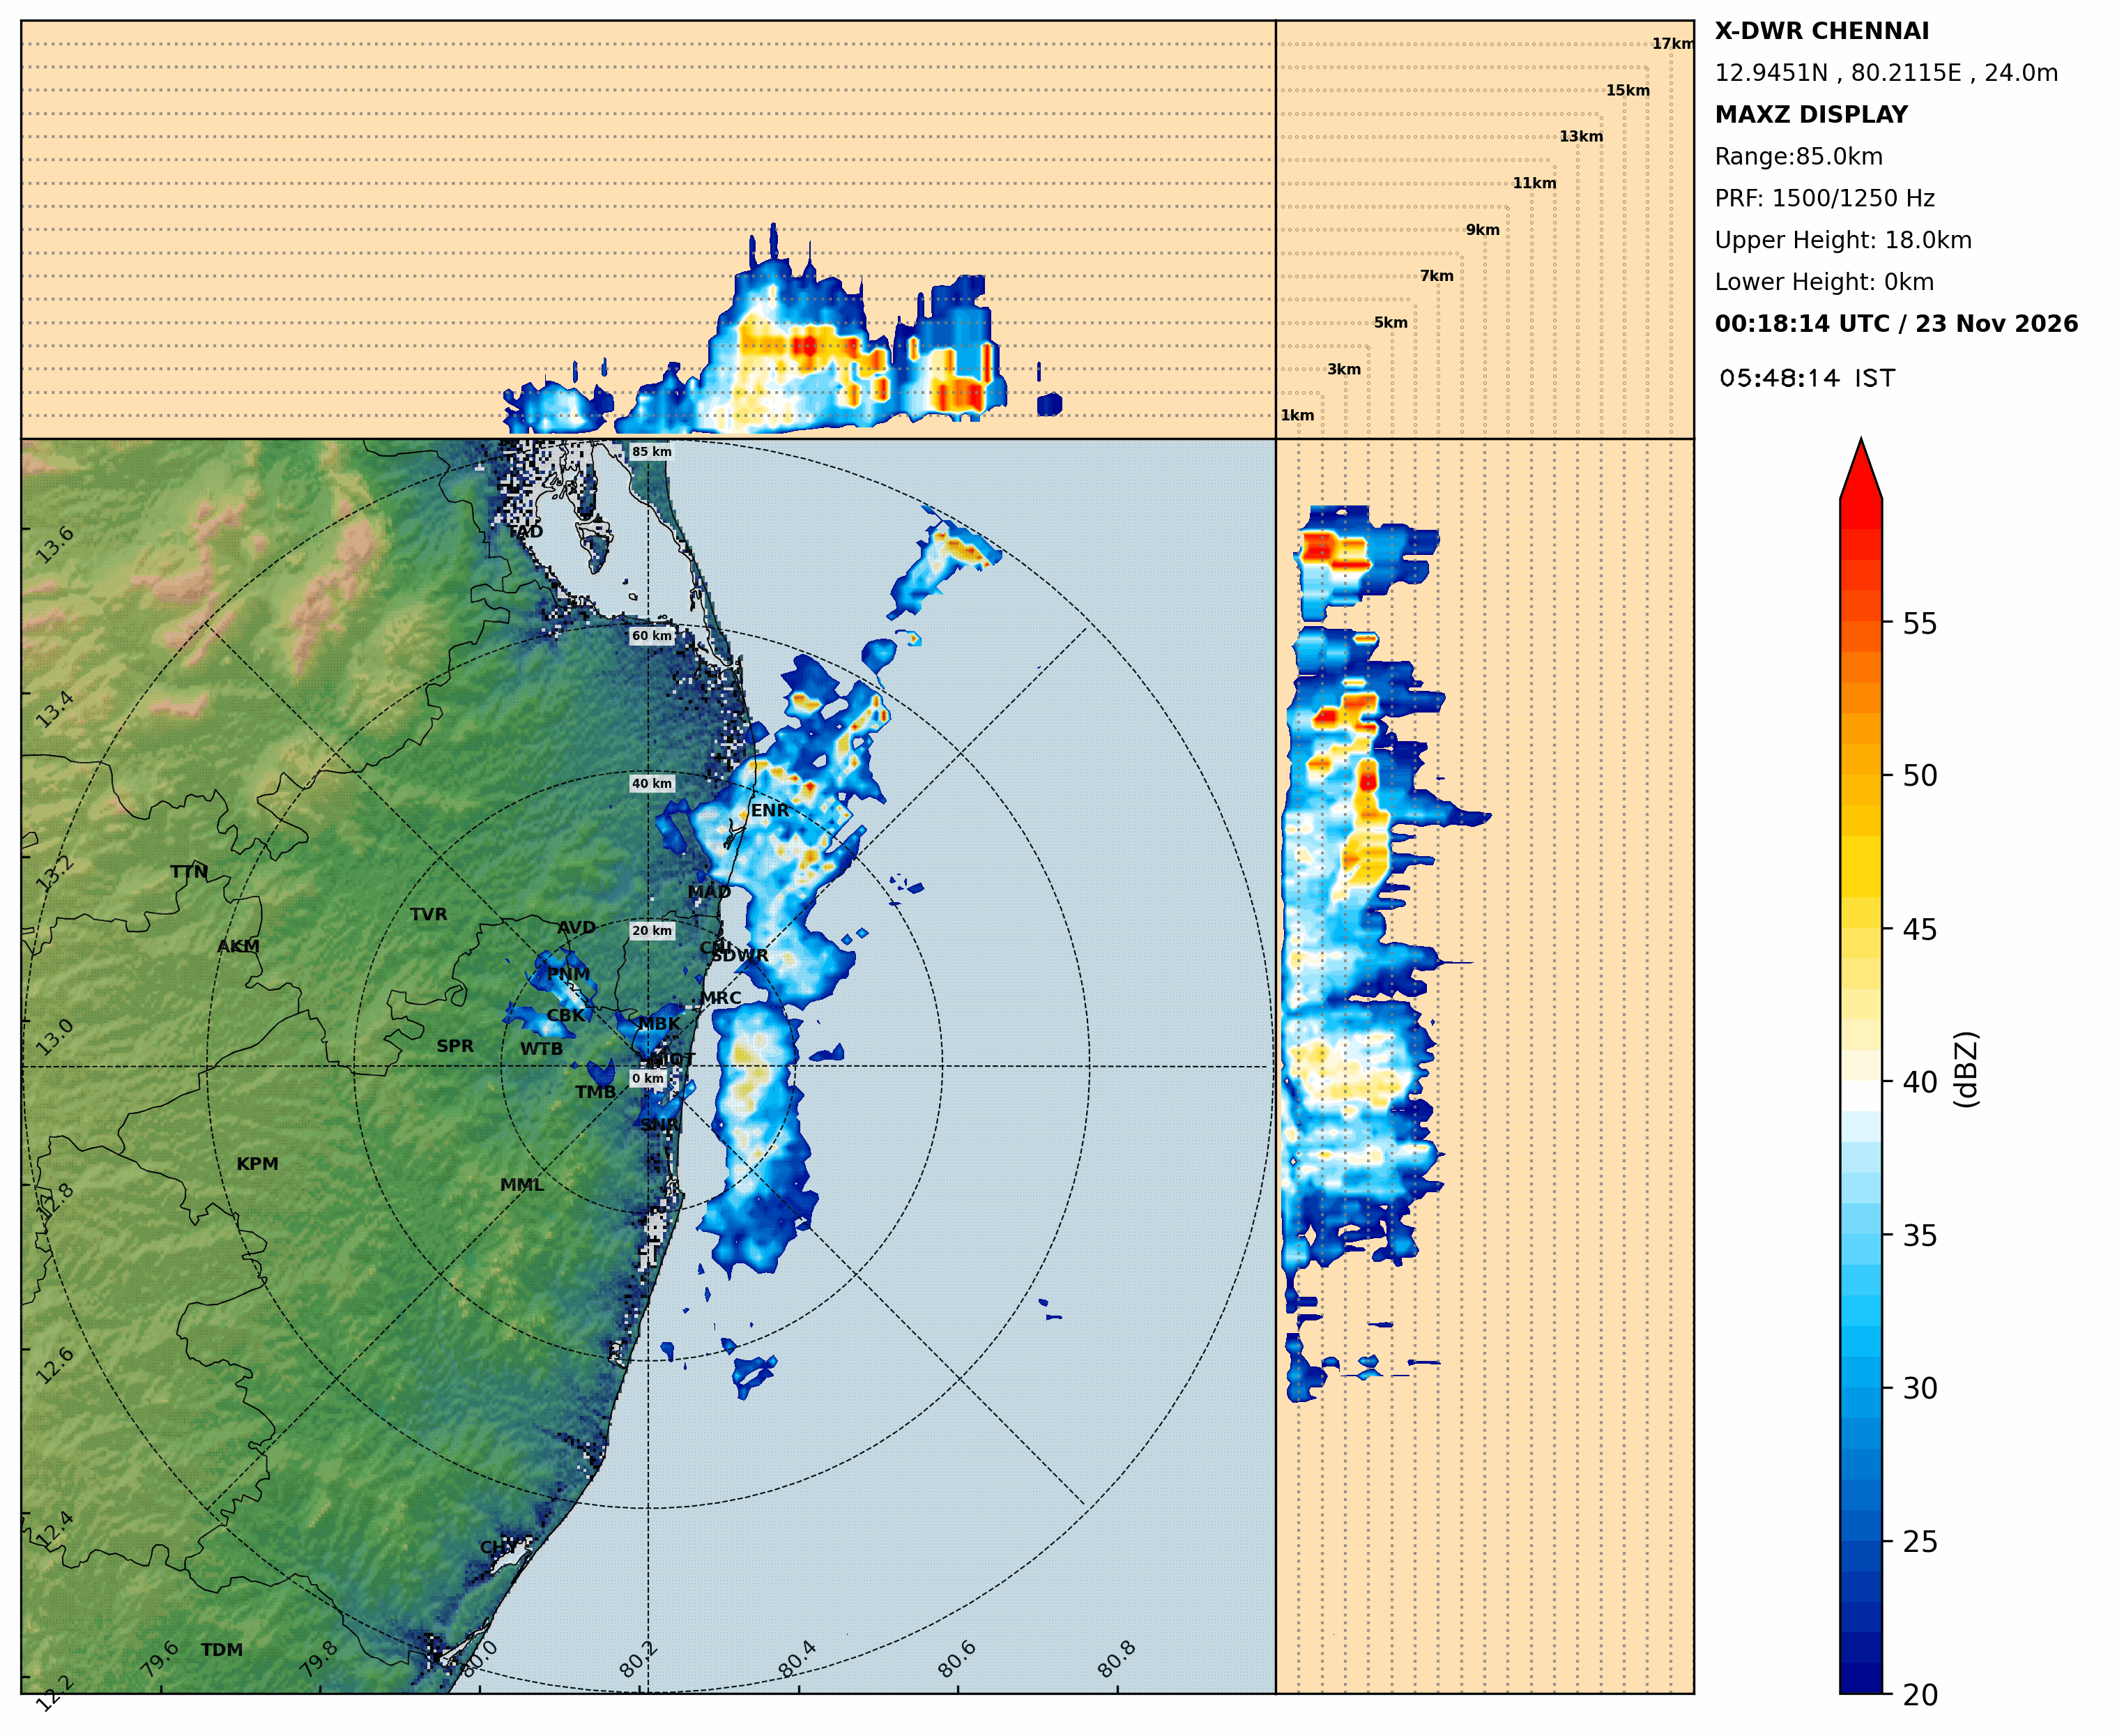 X-DWR CHENNAI
12.9451N , 80.2115E , 24.0m
MAXZ DISPLAY
Range:85.0km
PRF: 1500/1250 Hz
Upper Height: 18.0km
Lower Height: 0km
00:18:14 UTC / 23 Nov 2026
05:48:14 IST
17km
15km
13km
11km
9km
7km
5km
3km
1km
85 km
60 km
40 km
20 km
0 km
TAD
ENR
TTN
MAD
TVR
AVD
AKM
SDWR
PNM
MRC
CBK
MBK
SPR
WTB
TMB
SNR
KPM
MML
CHY
TDM
13.6
13.4
13.2
13.0
12.8
12.6
12.4
12.2
79.6
79.8
80.0
80.2
80.4
80.6
80.8
55
50
45
40
35
30
25
20
(dBZ)